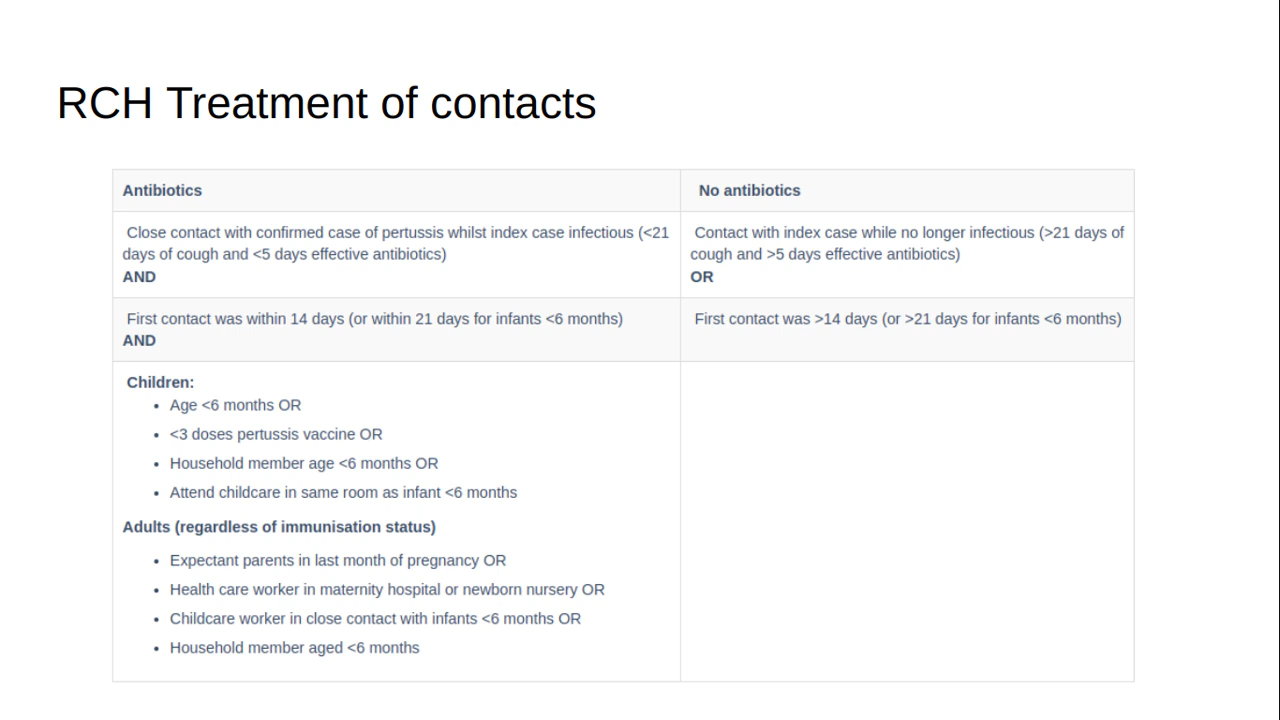 RCH Treatment of contacts
Antibiotics
No antibiotics
Close contact with confirmed case of pertussis whilst index case infectious (<21
days of cough and <5 days effective antibiotics)
AND
Contact with index case while no longer infectious (>21 days of
cough and >5 days effective antibiotics)
OR
First contact was within 14 days (or within 21 days for infants <6 months)
AND
First contact was >14 days (or >21 days for infants <6 months)
Children:
• Age <6 months OR
• <3 doses pertussis vaccine OR
• Household member age <6 months OR
• Attend childcare in same room as infant <6 months
Adults (regardless of immunisation status)
• Expectant parents in last month of pregnancy OR
• Health care worker in maternity hospital or newborn nursery OR
• Childcare worker in close contact with infants <6 months OR
• Household member aged <6 months